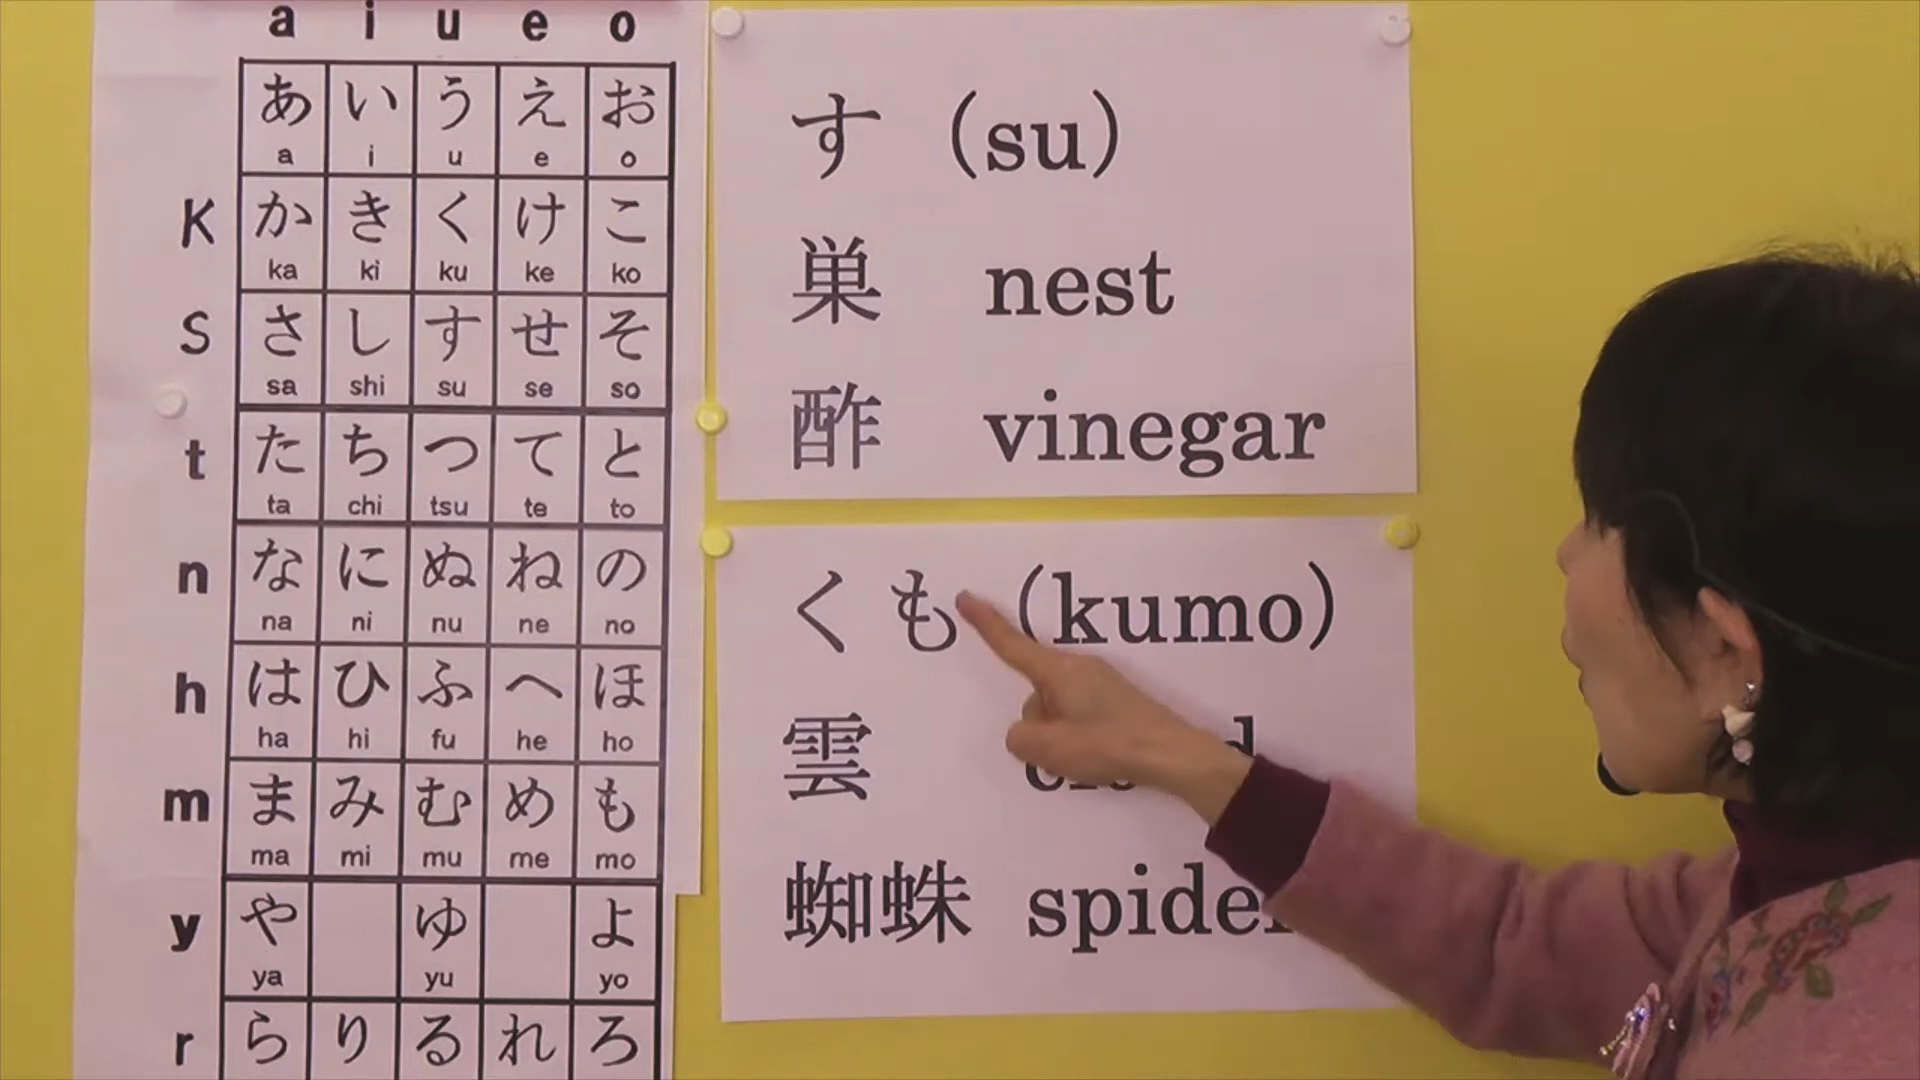 a i u e o
あ い う え お
a i u e o
K か き く け こ
ka ki ku ke ko
S さ し す せ そ
sa shi su se so
t た ち つ て と
ta chi tsu te to
n な に ぬ ね の
na ni nu ne no
h は ひ ふ へ ほ
ha hi fu he ho
m ま み む め も
ma mi mu me mo
y や ゆ よ
ya yu yo
r ら り る れ ろ
す (su)
巣 nest
酢 vinegar
くも (kumo)
雲
蜘蛛 spider